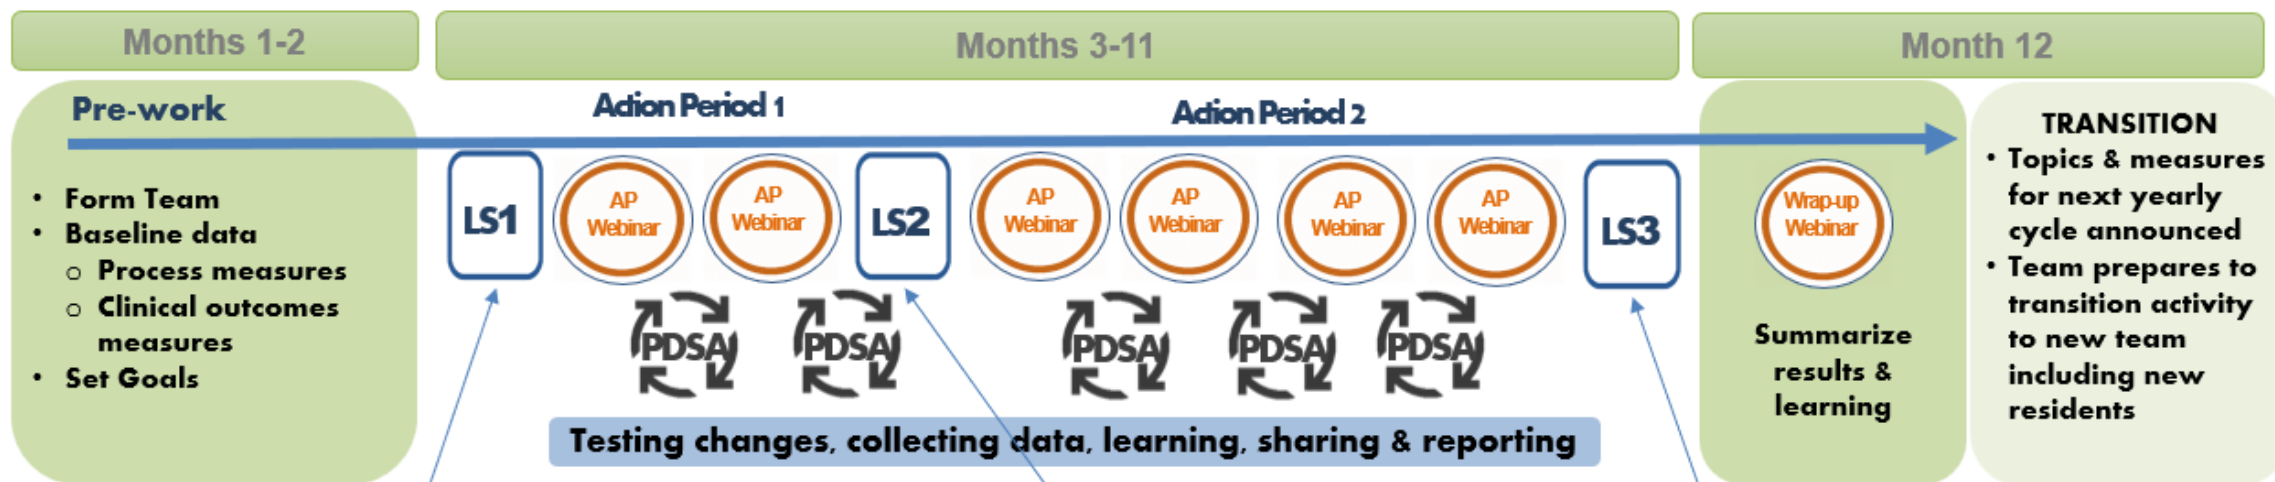 Months 1-2
Months 3-11
Month 12
Pre-work
• Form Team
• Baseline data
o Process measures
o Clinical outcomes
measures
• Set Goals
Action Period 1
Action Period 2
LS1
AP
Webinar
AP
Webinar
LS2
AP
Webinar
AP
Webinar
AP
Webinar
AP
Webinar
LS3
PDSA
PDSA
PDSA
PDSA
PDSA
Testing changes, collecting data, learning, sharing & reporting
Wrap-up
Webinar
Summarize
results &
learning
TRANSITION
• Topics & measures
for next yearly
cycle announced
• Team prepares to
transition activity
to new team
including new
residents